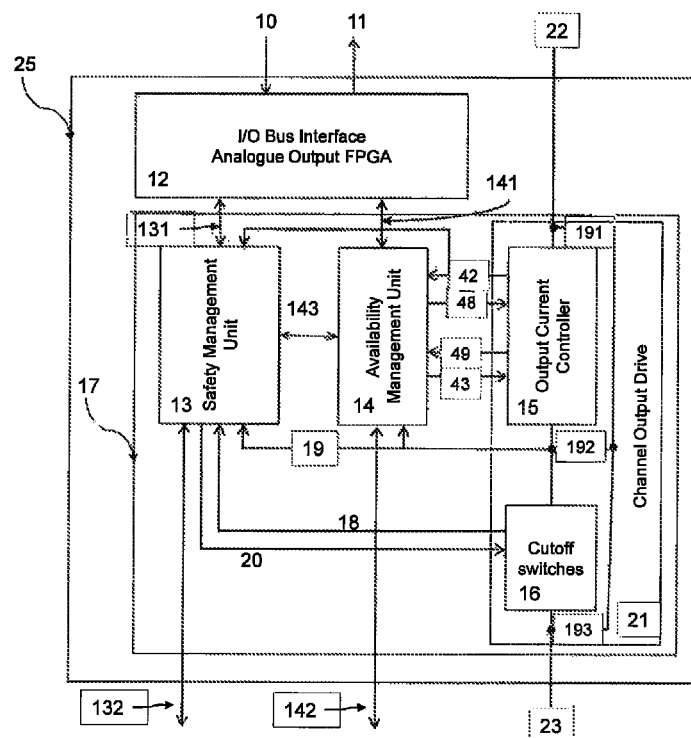 10
11
22
25
I/O Bus Interface
Analogue Output FPGA
12
141
131
191
Safety Management
Unit
13
143
Availability
Management Unit
14
42
48
49
43
Output Current
Controller
15
Channel Output Drive
17
19
192
18
20
Cutoff
switches
16
193
21
132
142
23